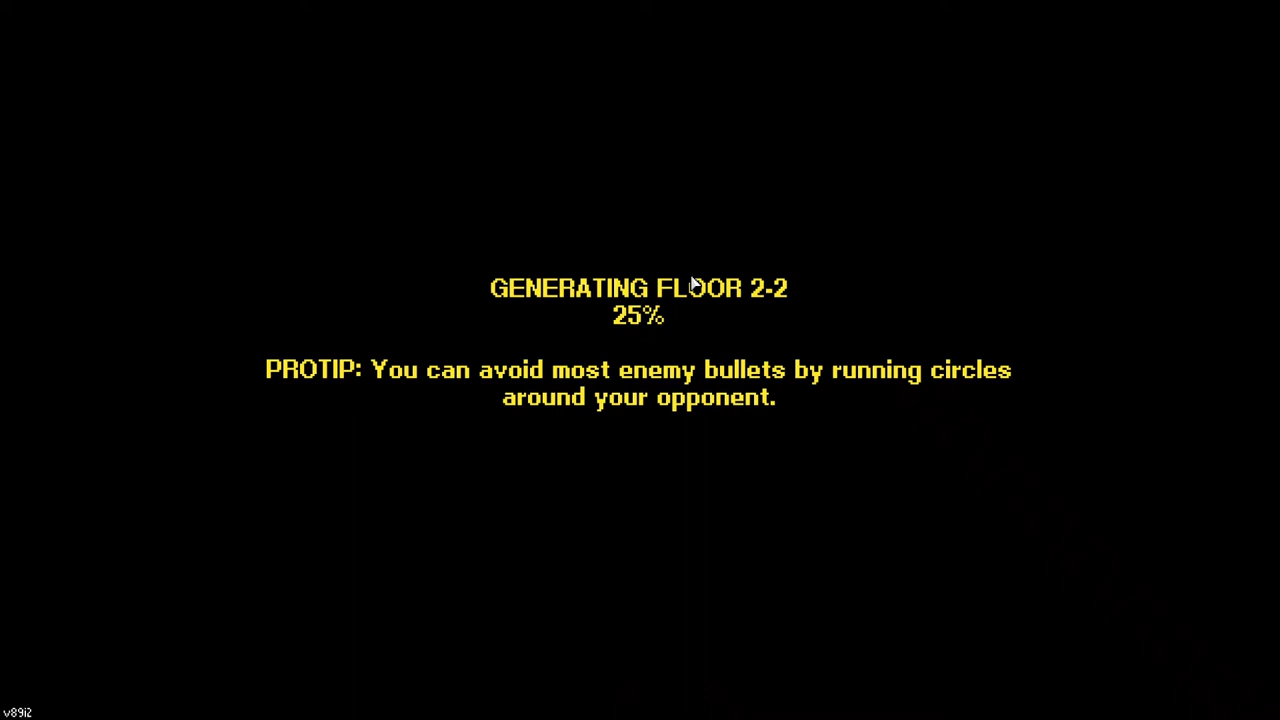 GENERATING FLOOR 2-2
25%
PROTIP: You can avoid most enemy bullets by running circles
around your opponent.
v89i2